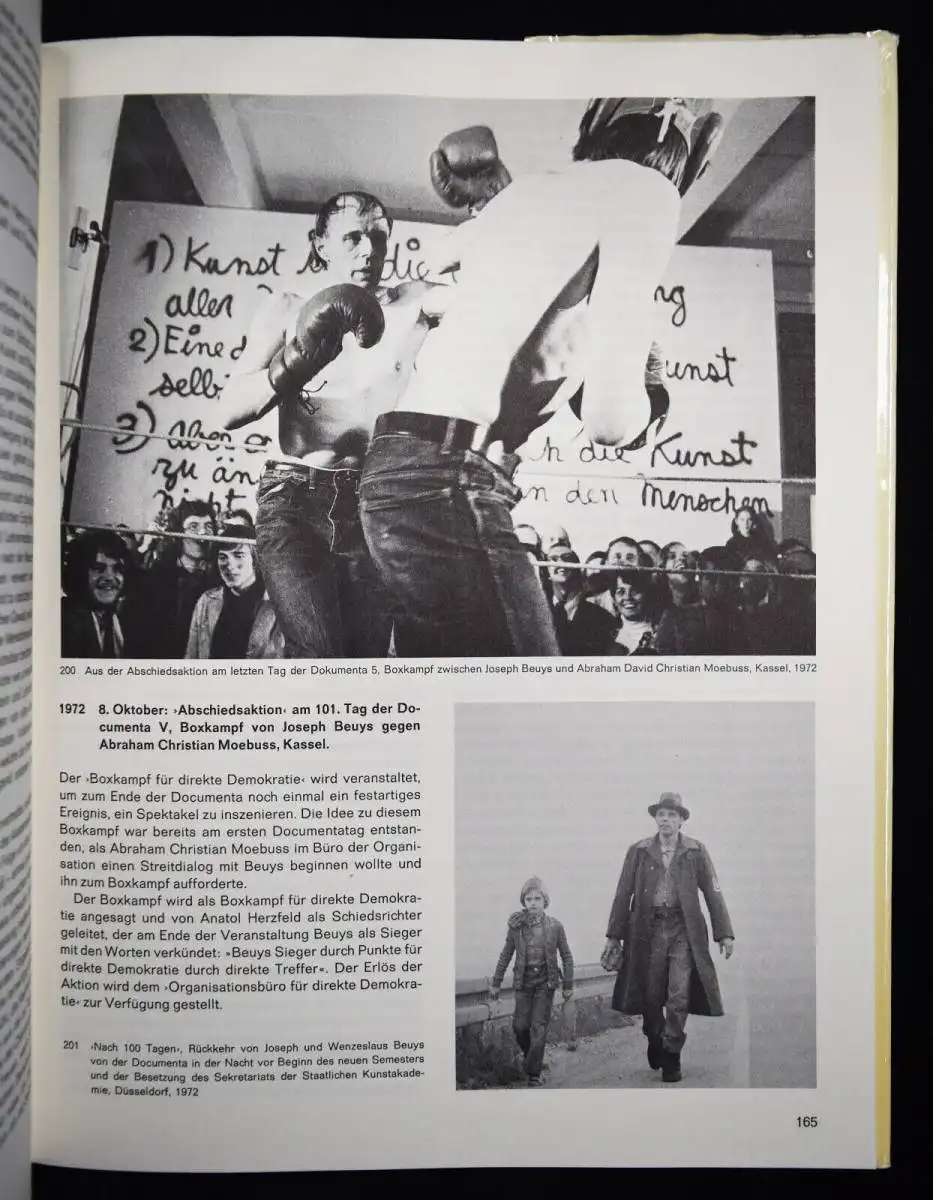 1) Kunst die
aller
2) Eine
selb
unst
3) Aber
die Kunst
zu än
den Menschen
nicht
200 Aus der Abschiedsaktion am letzten Tag der Dokumenta 5, Boxkampf zwischen Joseph Beuys und Abraham David Christian Moebuss, Kassel, 1972
1972 8. Oktober: ›Abschiedsaktion‹ am 101. Tag der Do-
cumenta V, Boxkampf von Joseph Beuys gegen
Abraham Christian Moebuss, Kassel.
Der ›Boxkampf für direkte Demokratie‹ wird veranstaltet,
um zum Ende der Documenta noch einmal ein festartiges
Ereignis, ein Spektakel zu inszenieren. Die Idee zu diesem
Boxkampf war bereits am ersten Documentatag entstan-
den, als Abraham Christian Moebuss im Büro der Organi-
sation einen Streitdialog mit Beuys beginnen wollte und
ihn zum Boxkampf aufforderte.
Der Boxkampf wird als Boxkampf für direkte Demokra-
tie angesagt und von Anatol Herzfeld als Schiedsrichter
geleitet, der am Ende der Veranstaltung Beuys als Sieger
mit den Worten verkündet: »Beuys Sieger durch Punkte für
direkte Demokratie durch direkte Treffer«. Der Erlös der
Aktion wird dem ›Organisationsbüro für direkte Demokra-
tie‹ zur Verfügung gestellt.
201 ›Nach 100 Tagen‹, Rückkehr von Joseph und Wenzeslaus Beuys
von der Documenta in der Nacht vor Beginn des neuen Semesters
und der Besetzung des Sekretariats der Staatlichen Kunstakade-
mie, Düsseldorf, 1972
165